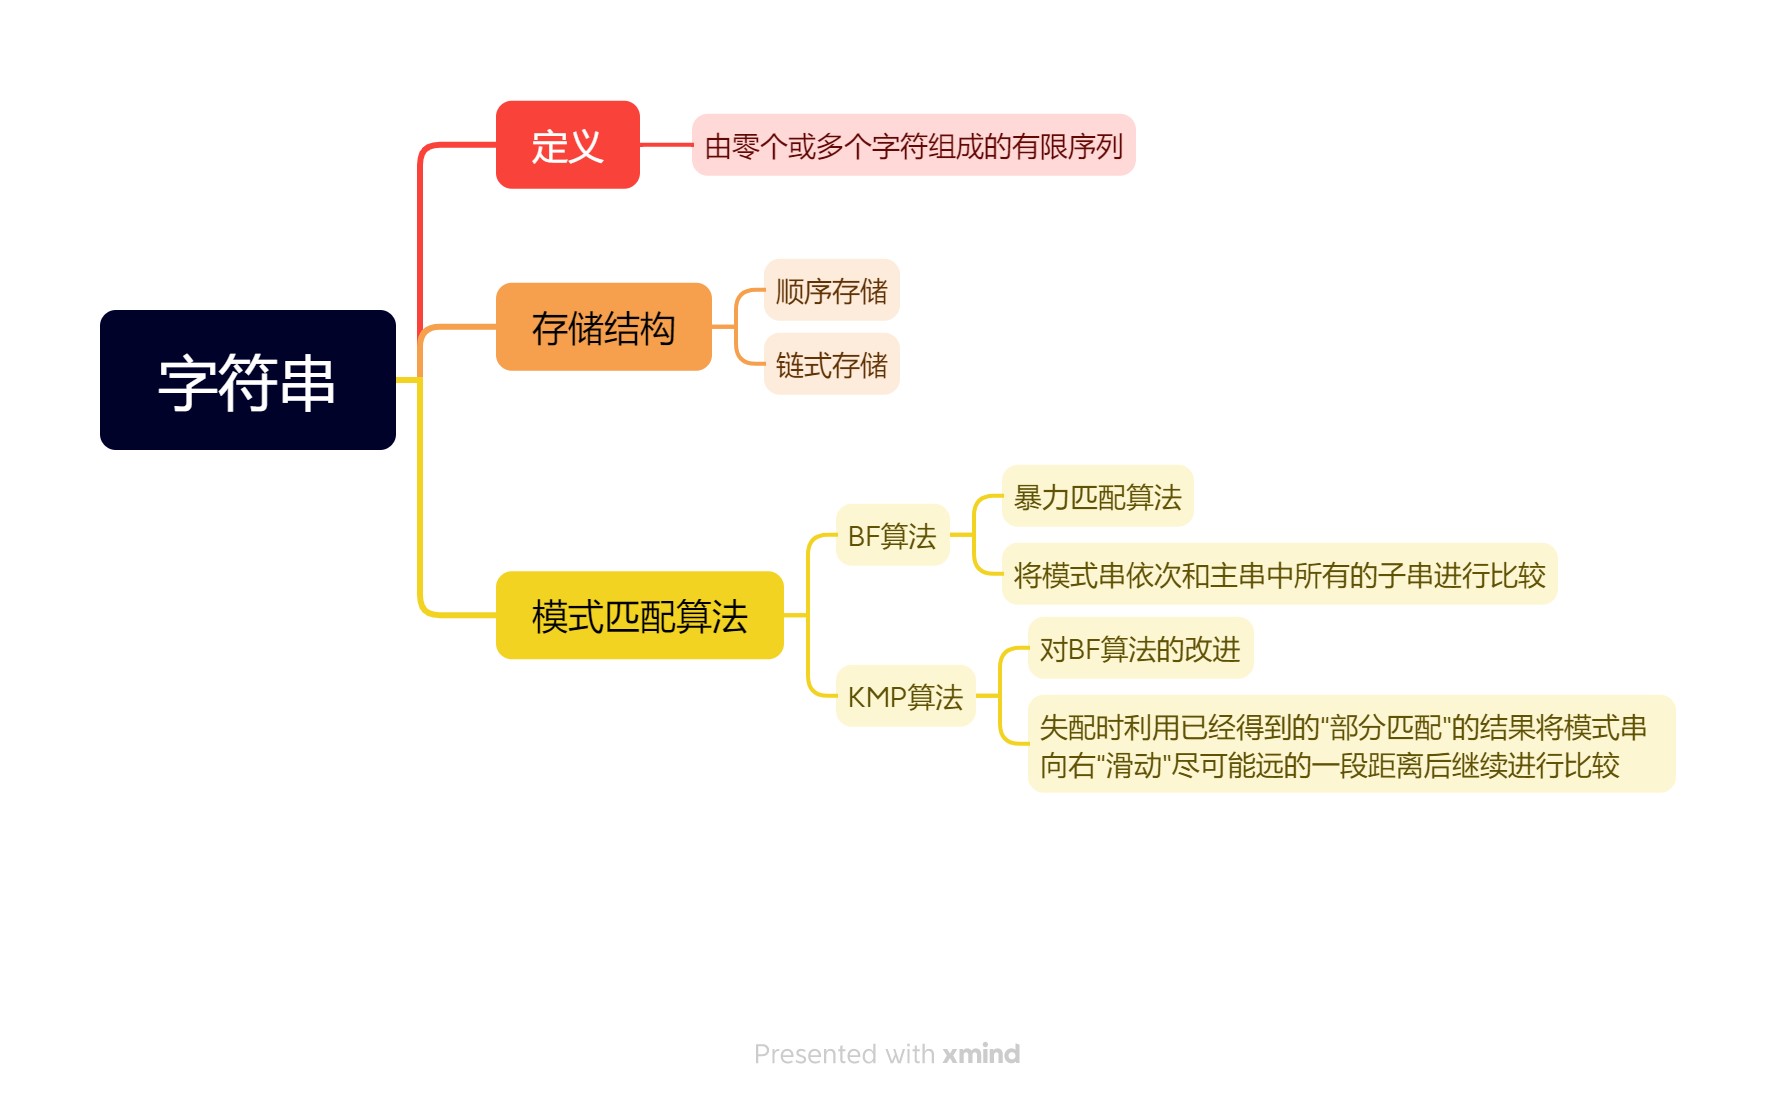 字符串
定义
由零个或多个字符组成的有限序列
存储结构
顺序存储
链式存储
模式匹配算法
BF算法
暴力匹配算法
将模式串依次和主串中所有的子串进行比较
KMP算法
对BF算法的改进
失配时利用已经得到的“部分匹配”的结果将模式串
向右“滑动”尽可能远的一段距离后继续进行比较
Presented with xmind